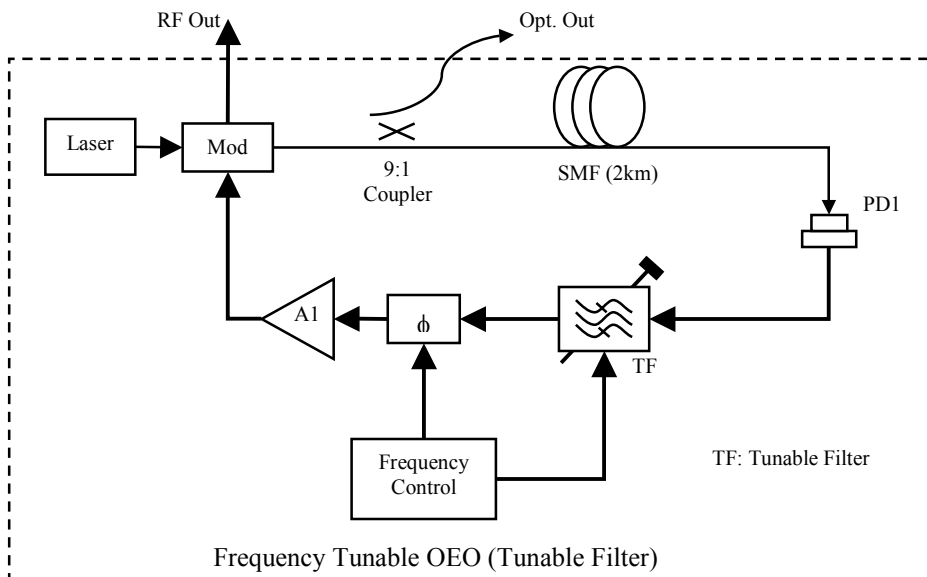 RF Out
Opt. Out
Laser
Mod
9:1
Coupler
SMF (2km)
PD1
A1
ϕ
TF
Frequency
Control
TF: Tunable Filter
Frequency Tunable OEO (Tunable Filter)